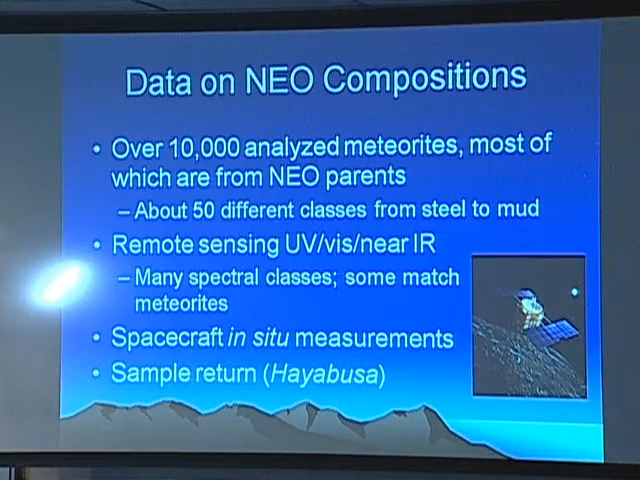 Data on NEO Compositions
• Over 10,000 analyzed meteorites, most of
which are from NEO parents
– About 50 different classes from steel to mud
• Remote sensing UV/vis/near IR
– Many spectral classes; some match
meteorites
• Spacecraft in situ measurements
• Sample return (Hayabusa)